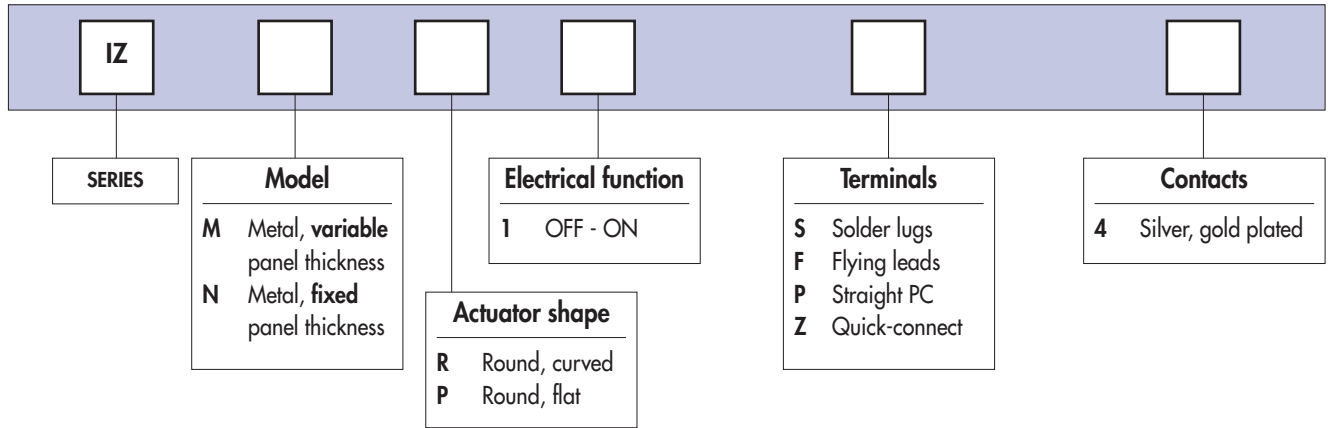 IZ
SERIES
Model
M Metal, variable
panel thickness
N Metal, fixed
panel thickness
Actuator shape
R Round, curved
P Round, flat
Electrical function
1 OFF - ON
Terminals
S Solder lugs
F Flying leads
P Straight PC
Z Quick-connect
Contacts
4 Silver, gold plated